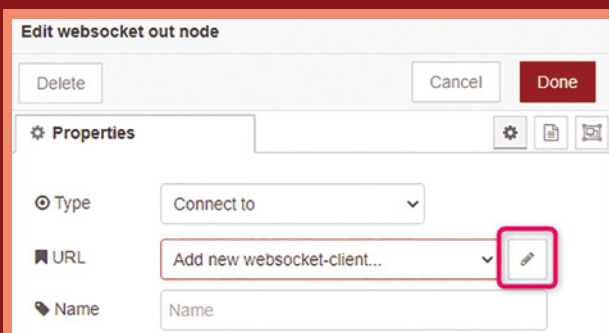 Edit websocket out node
Delete Cancel Done
Properties
Type Connect to
URL Add new websocket-client...
Name Name